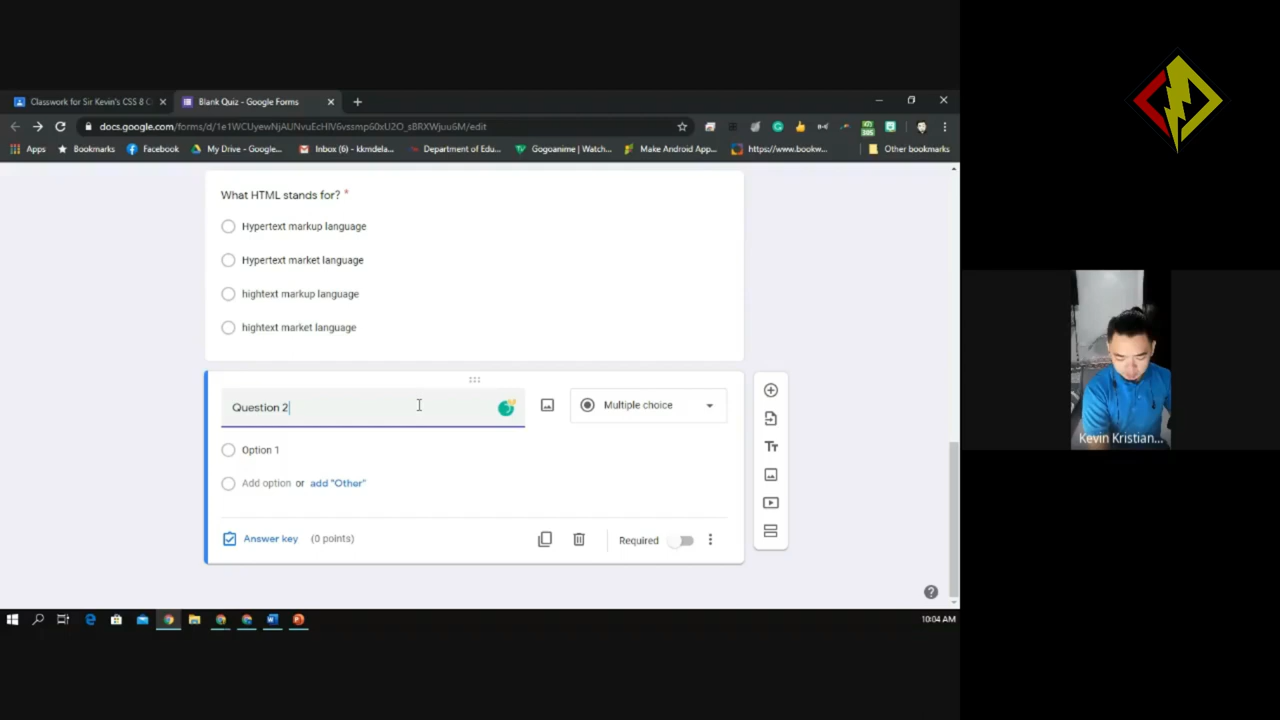 Classwork for Sir Kevin's CSS 8 C
Blank Quiz - Google Forms
Apps
Bookmarks
Facebook
My Drive - Google...
Inbox (6) - kkmdela...
Department of Edu...
Gogoanime | Watch...
Make Android App...
https://www.bookw...
Other bookmarks
What HTML stands for? *
Hypertext markup language
Hypertext market language
hightext markup language
hightext market language
Question 2
Multiple choice
Option 1
Add option or add "Other"
Answer key (0 points)
Required
Kevin Kristian...
10:04 AM